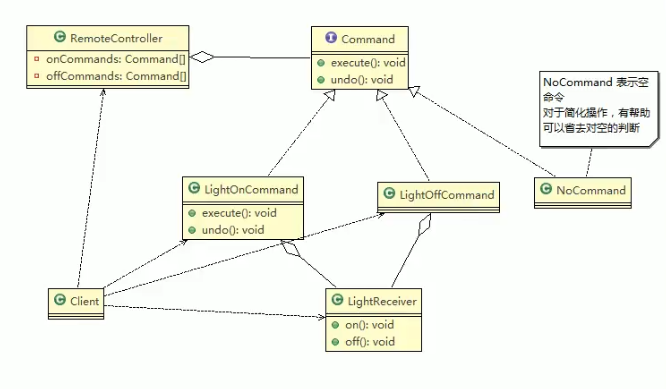 RemoteController
onCommands: Command[]
offCommands: Command[]
Command
execute(): void
undo(): void
NoCommand 表示空
命令
对于简化操作，有帮助
可以省去对空的判断
LightOnCommand
execute(): void
undo(): void
LightOffCommand
NoCommand
Client
LightReceiver
on(): void
off(): void